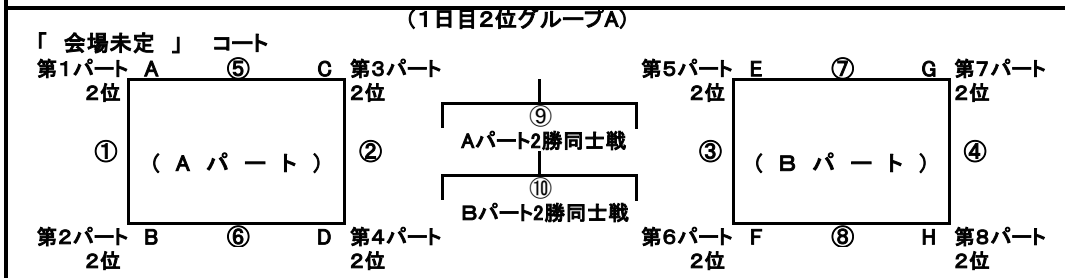 (1日目2位グループA)
「 会場未定 」 コート
第1パート A ⑤ C 第3パート 第5パート E ⑦ G 第7パート
2位 2位 2位 2位
⑨
① ② Aパート2勝同士戦 ③ ④
( A パ ー ト ) ( B パ ー ト )
⑩
Bパート2勝同士戦
第2パート B ⑥ D 第4パート 第6パート F ⑧ H 第8パート
2位 2位 2位 2位